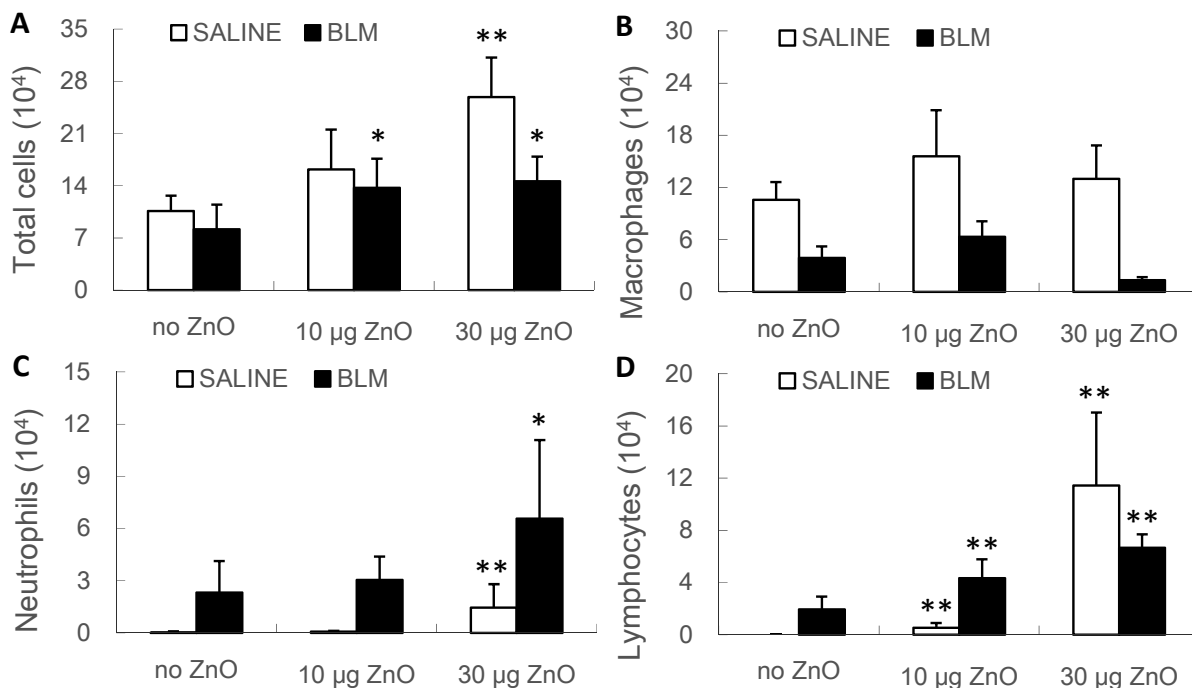 A
SALINE BLM
Total cells (10⁴)
35
28
21
14
7
0
*
**
*
no ZnO 10 µg ZnO 30 µg ZnO
B
SALINE BLM
Macrophages (10⁴)
30
24
18
12
6
0
no ZnO 10 µg ZnO 30 µg ZnO
C
SALINE BLM
Neutrophils (10⁴)
15
12
9
6
3
0
**
*
no ZnO 10 µg ZnO 30 µg ZnO
D
SALINE BLM
Lymphocytes (10⁴)
20
16
12
8
4
0
**
**
**
**
no ZnO 10 µg ZnO 30 µg ZnO